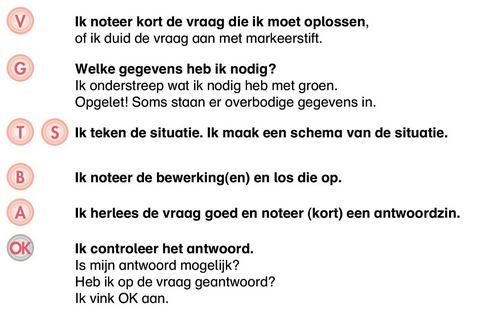 V Ik noteer kort de vraag die ik moet oplossen,
of ik duid de vraag aan met markeerstift.
G Welke gegevens heb ik nodig?
Ik onderstreep wat ik nodig heb met groen.
Opgelet! Soms staan er overbodige gegevens in.
T S Ik teken de situatie. Ik maak een schema van de situatie.
B Ik noteer de bewerking(en) en los die op.
A Ik herlees de vraag goed en noteer (kort) een antwoordzin.
OK Ik controleer het antwoord.
Is mijn antwoord mogelijk?
Heb ik op de vraag geantwoord?
Ik vink OK aan.